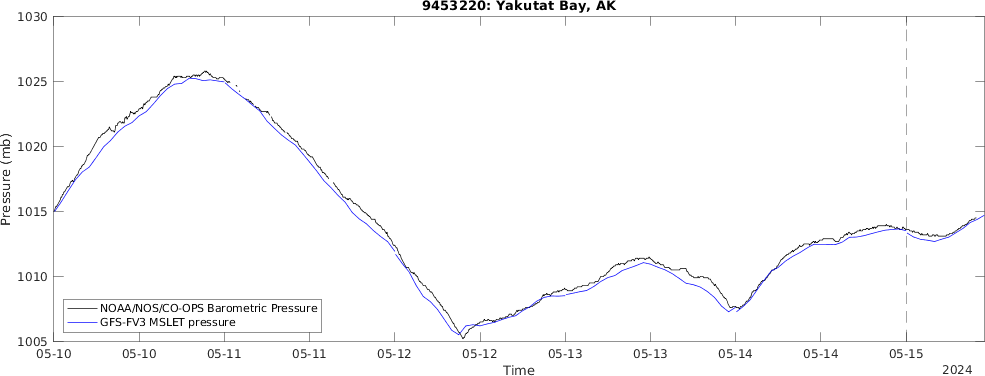 9453220: Yakutat Bay, AK
1030
1025
1020
1015
1010
1005
Pressure (mb)
NOAA/NOS/CO-OPS Barometric Pressure
GFS-FV3 MSLET pressure
05-10 05-10 05-11 05-11 05-12 05-12 05-13 05-13 05-14 05-14 05-15
Time
2024